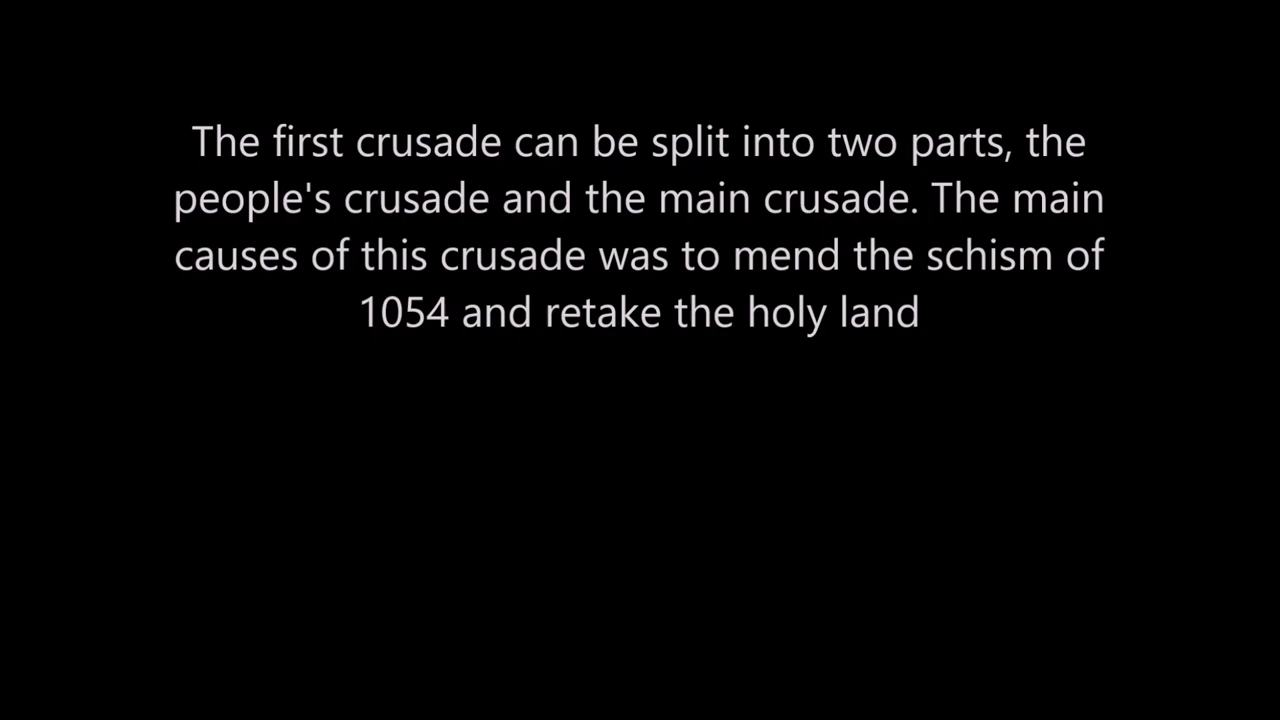 The first crusade can be split into two parts, the
people's crusade and the main crusade. The main
causes of this crusade was to mend the schism of
1054 and retake the holy land